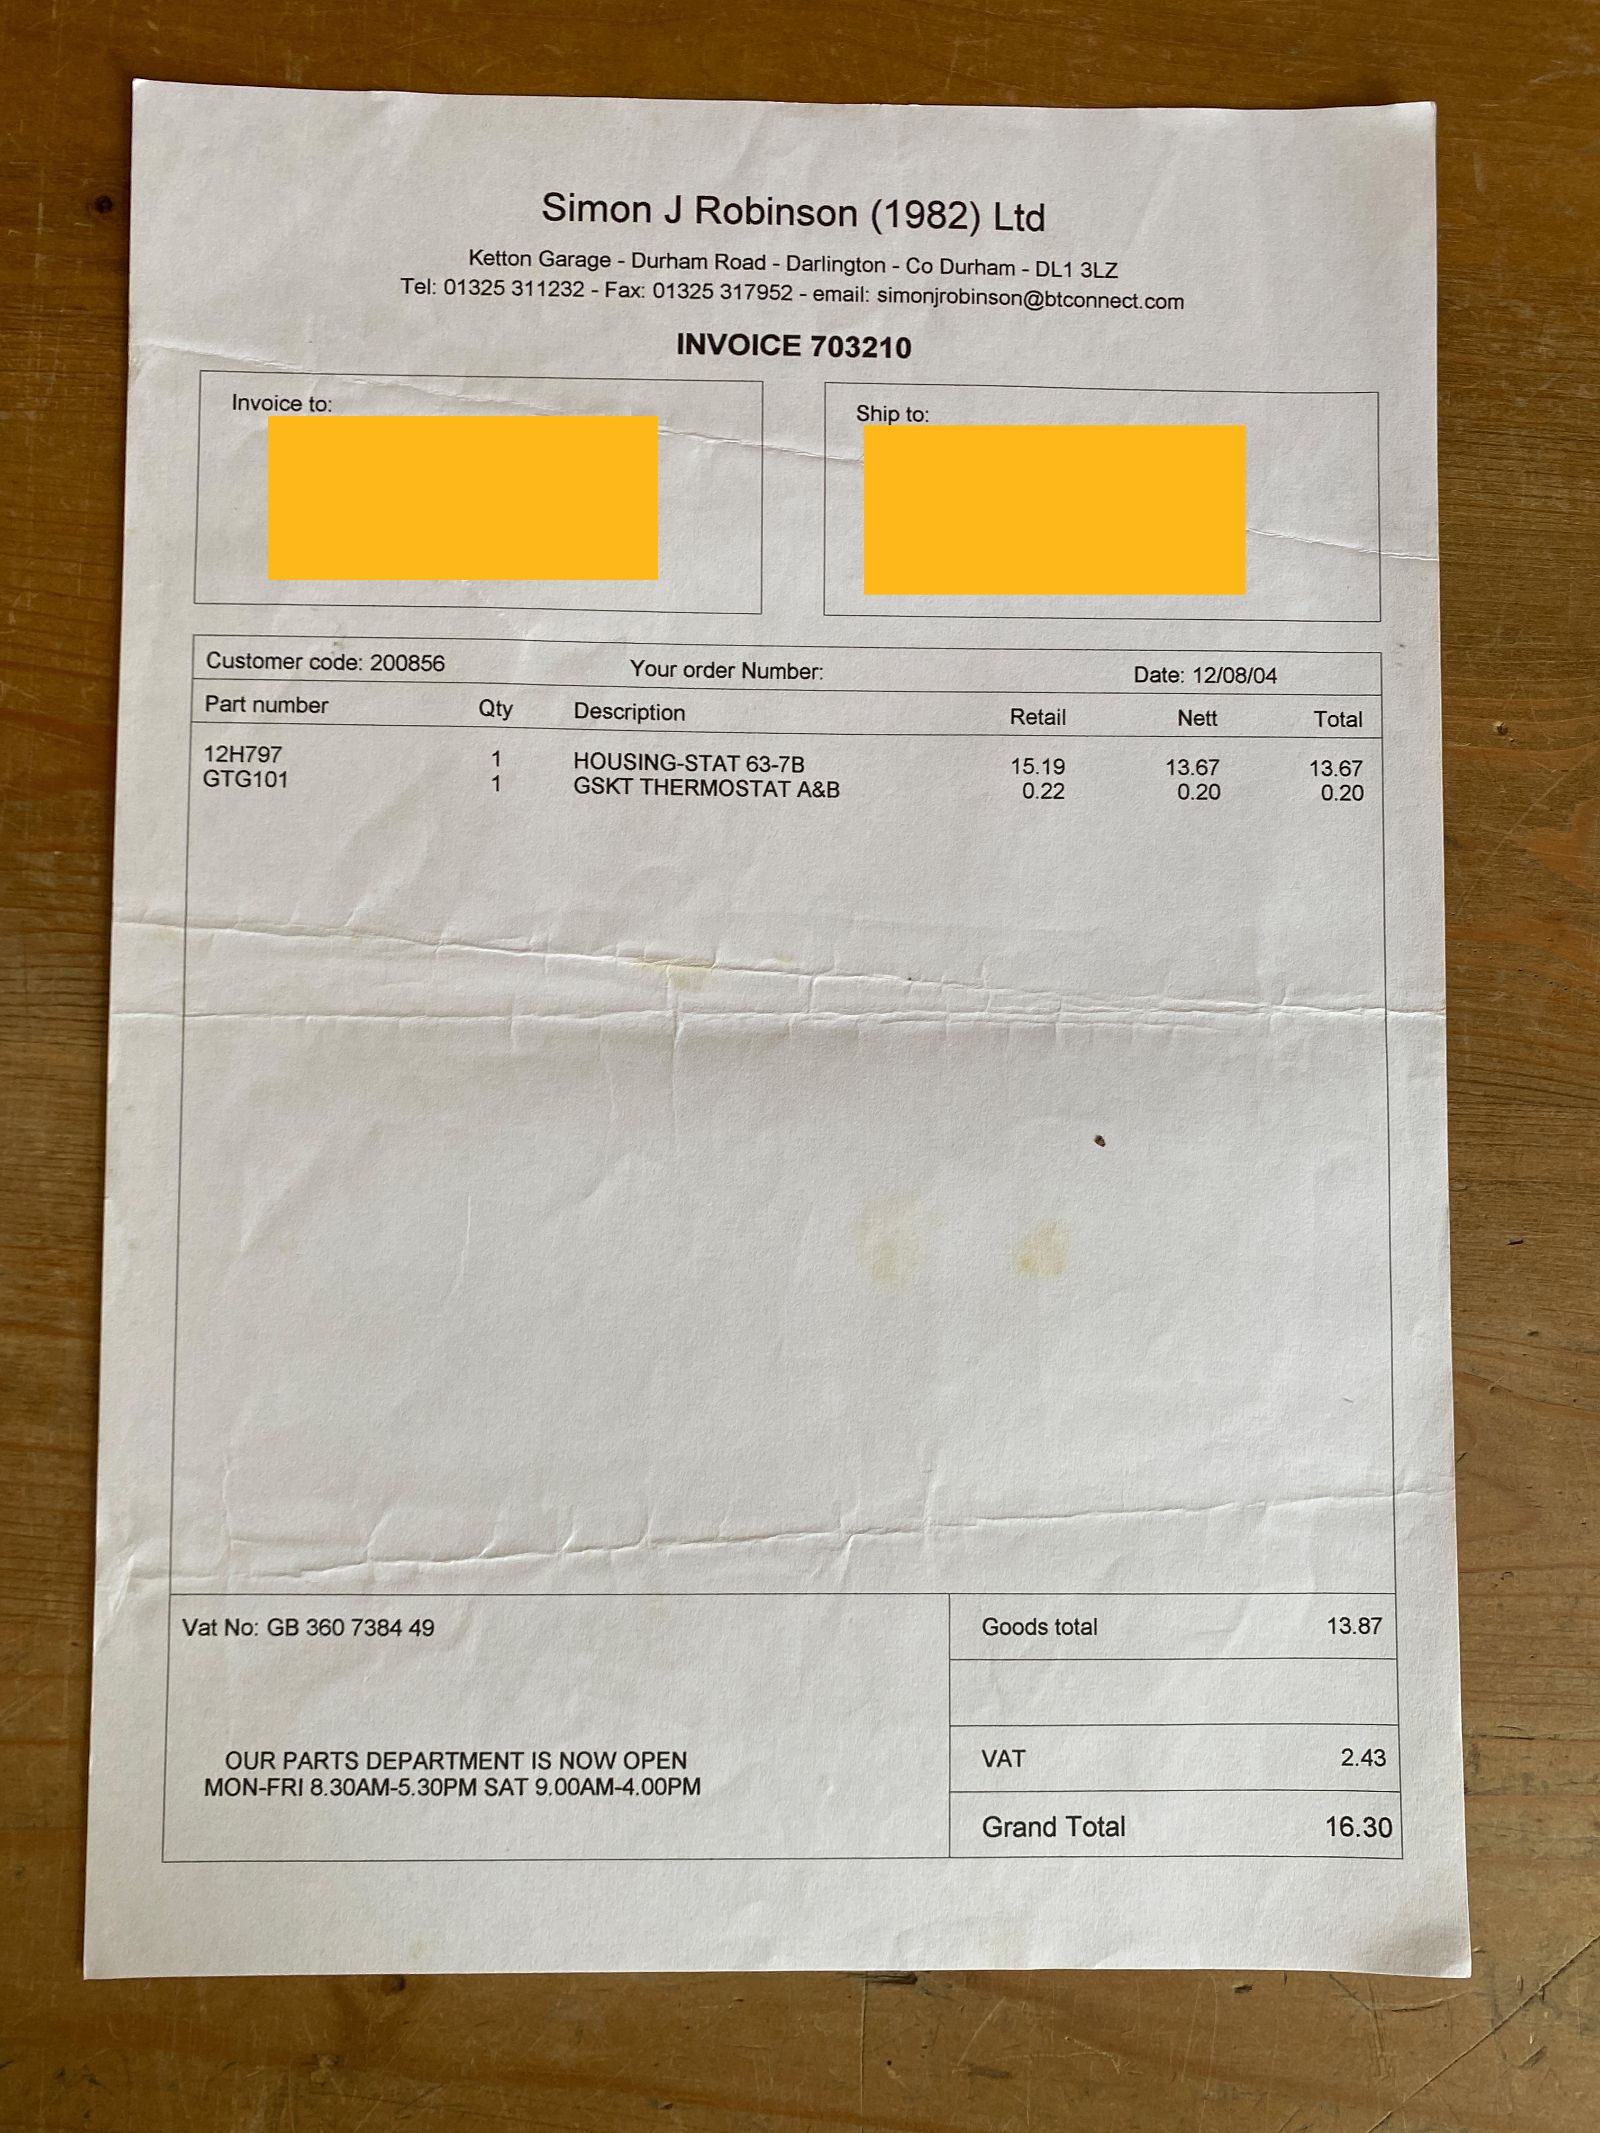 Simon J Robinson (1982) Ltd
Ketton Garage - Durham Road - Darlington - Co Durham - DL1 3LZ
Tel: 01325 311232 - Fax: 01325 317952 - email: simonjrobinson@btconnect.com
INVOICE 703210
Invoice to: Ship to:
Customer code: 200856 Your order Number: Date: 12/08/04
Part number Qty Description Retail Nett Total
12H797 1 HOUSING-STAT 63-7B 15.19 13.67 13.67
GTG101 1 GSKT THERMOSTAT A&B 0.22 0.20 0.20
Vat No: GB 360 7384 49 Goods total 13.87
OUR PARTS DEPARTMENT IS NOW OPEN VAT 2.43
MON-FRI 8.30AM-5.30PM SAT 9.00AM-4.00PM
Grand Total 16.30